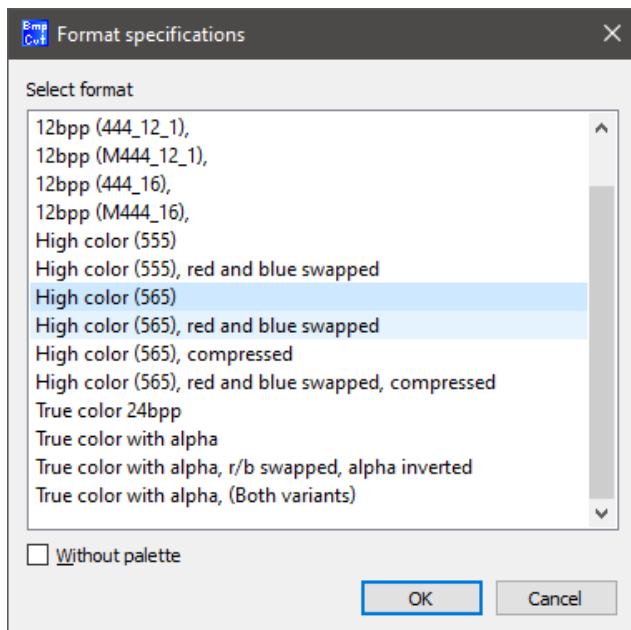 Bmp
Cvt
Format specifications
Select format
12bpp (444_12_1),
12bpp (M444_12_1),
12bpp (444_16),
12bpp (M444_16),
High color (555)
High color (555), red and blue swapped
High color (565)
High color (565), red and blue swapped
High color (565), compressed
High color (565), red and blue swapped, compressed
True color 24bpp
True color with alpha
True color with alpha, r/b swapped, alpha inverted
True color with alpha, (Both variants)
Without palette
OK
Cancel